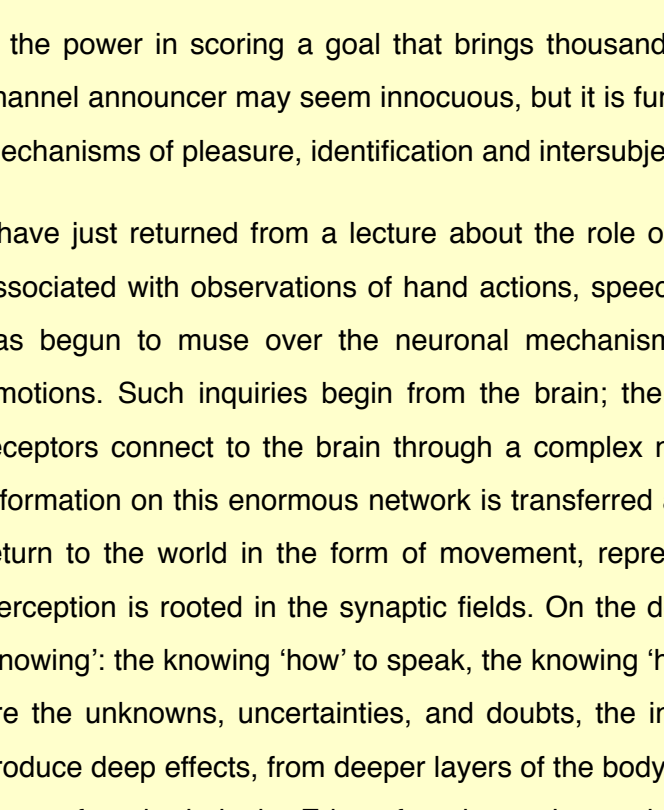 the power in scoring a goal that brings thousand
hannel announcer may seem innocuous, but it is fu
echanisms of pleasure, identification and intersubje
have just returned from a lecture about the role o
ssociated with observations of hand actions, speec
as begun to muse over the neuronal mechanism
motions. Such inquiries begin from the brain; the
eceptors connect to the brain through a complex
formation on this enormous network is transferred
eturn to the world in the form of movement, repre
erception is rooted in the synaptic fields. On the d
nowing’: the knowing ‘how’ to speak, the knowing ‘h
re the unknowns, uncertainties, and doubts, the i
roduce deep effects, from deeper layers of the body